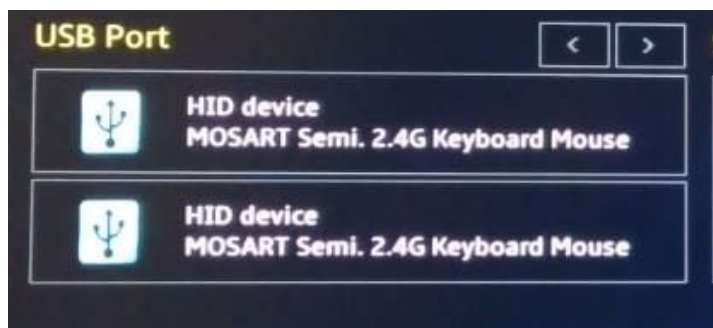 USB Port
< >
HID device
MOSART Semi. 2.4G Keyboard Mouse
HID device
MOSART Semi. 2.4G Keyboard Mouse